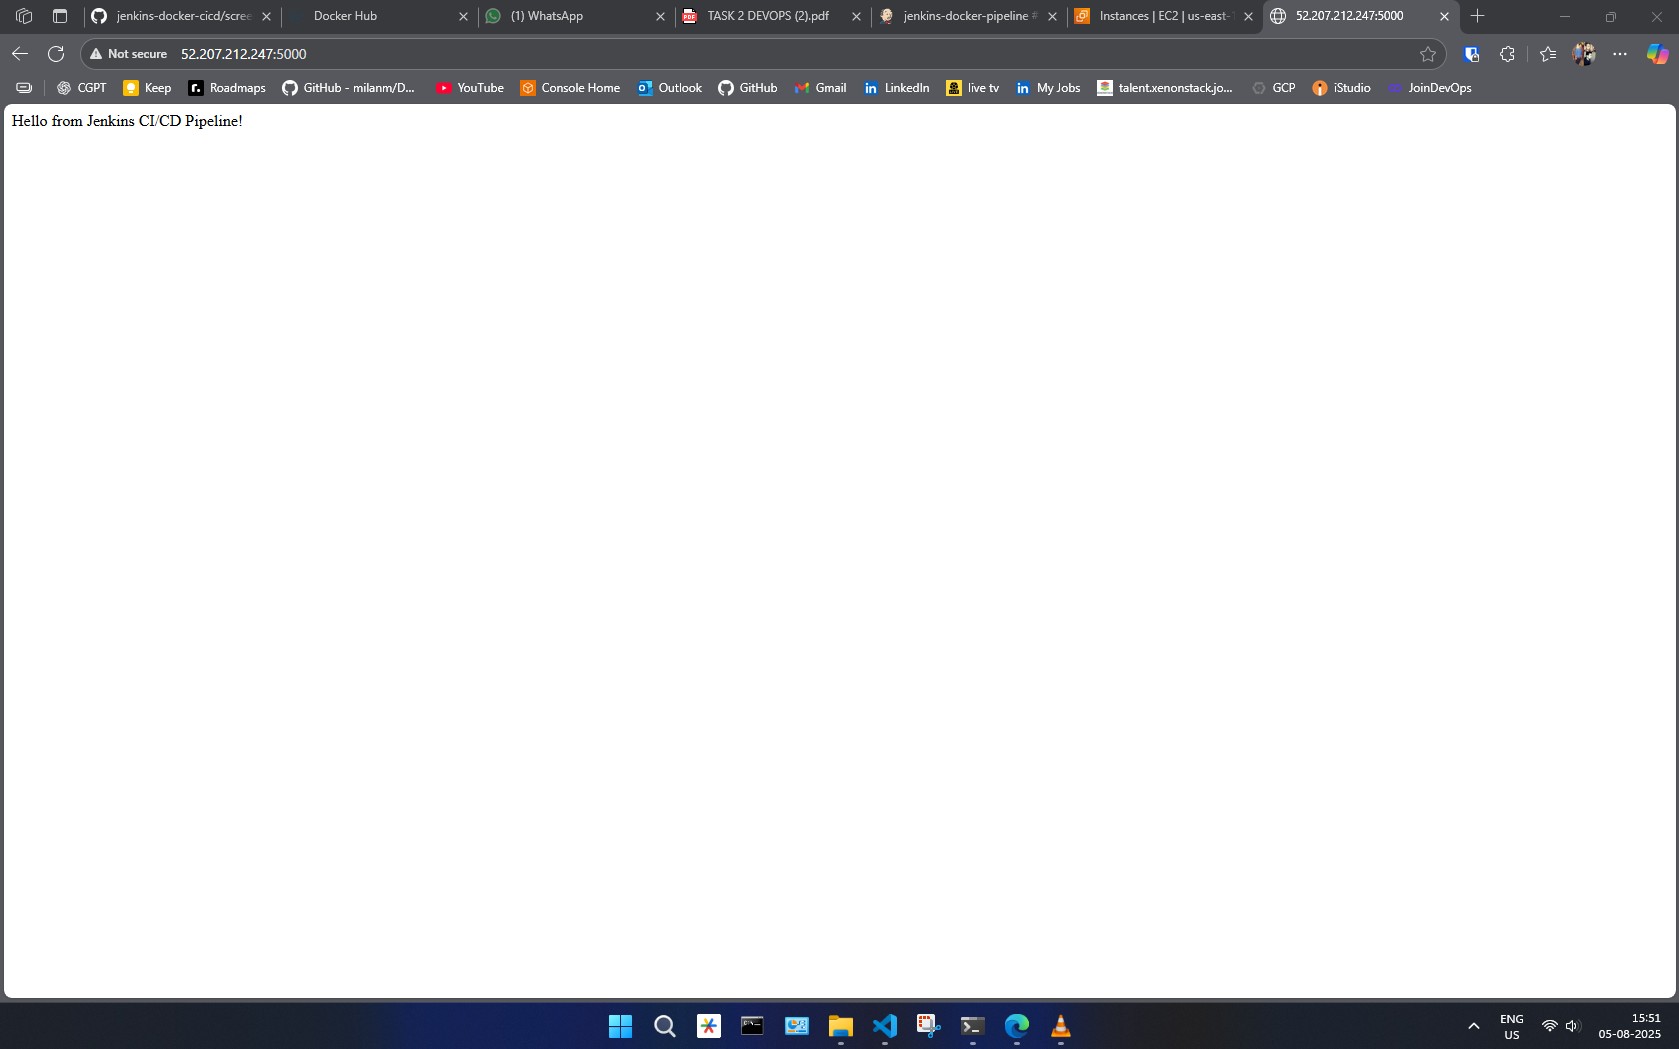 jenkins-docker-cicd/scree
Docker Hub
(1) WhatsApp
TASK 2 DEVOPS (2).pdf
jenkins-docker-pipeline #
Instances | EC2 | us-east-1
52.207.212.247:5000
Not secure
52.207.212.247:5000
CGPT
Keep
Roadmaps
GitHub - milanm/D...
YouTube
Console Home
Outlook
GitHub
Gmail
LinkedIn
live tv
My Jobs
talent.xenonstack.jo...
GCP
iStudio
JoinDevOps
Hello from Jenkins CI/CD Pipeline!
ENG
US
15:51
05-08-2025